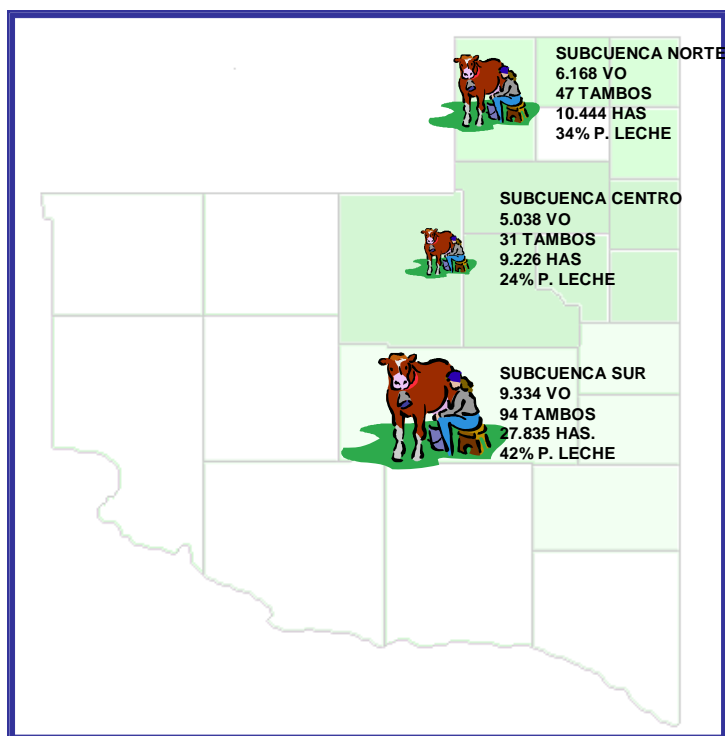 SUBCUENCA NORTE
6.168 VO
47 TAMBOS
10.444 HAS
34% P. LECHE
SUBCUENCA CENTRO
5.038 VO
31 TAMBOS
9.226 HAS
24% P. LECHE
SUBCUENCA SUR
9.334 VO
94 TAMBOS
27.835 HAS.
42% P. LECHE